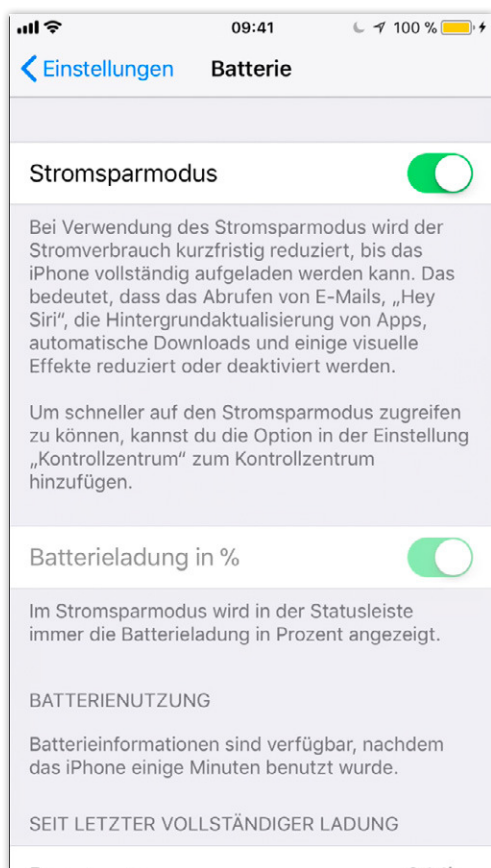 09:41 100 %
Einstellungen Batterie
Stromsparmodus
Bei Verwendung des Stromsparmodus wird der
Stromverbrauch kurzfristig reduziert, bis das
iPhone vollständig aufgeladen werden kann. Das
bedeutet, dass das Abrufen von E-Mails, „Hey
Siri“, die Hintergrundaktualisierung von Apps,
automatische Downloads und einige visuelle
Effekte reduziert oder deaktiviert werden.
Um schneller auf den Stromsparmodus zugreifen
zu können, kannst du die Option in der Einstellung
„Kontrollzentrum“ zum Kontrollzentrum
hinzufügen.
Batterieladung in %
Im Stromsparmodus wird in der Statusleiste
immer die Batterieladung in Prozent angezeigt.
BATTERIENUTZUNG
Batterieinformationen sind verfügbar, nachdem
das iPhone einige Minuten benutzt wurde.
SEIT LETZTER VOLLSTÄNDIGER LADUNG